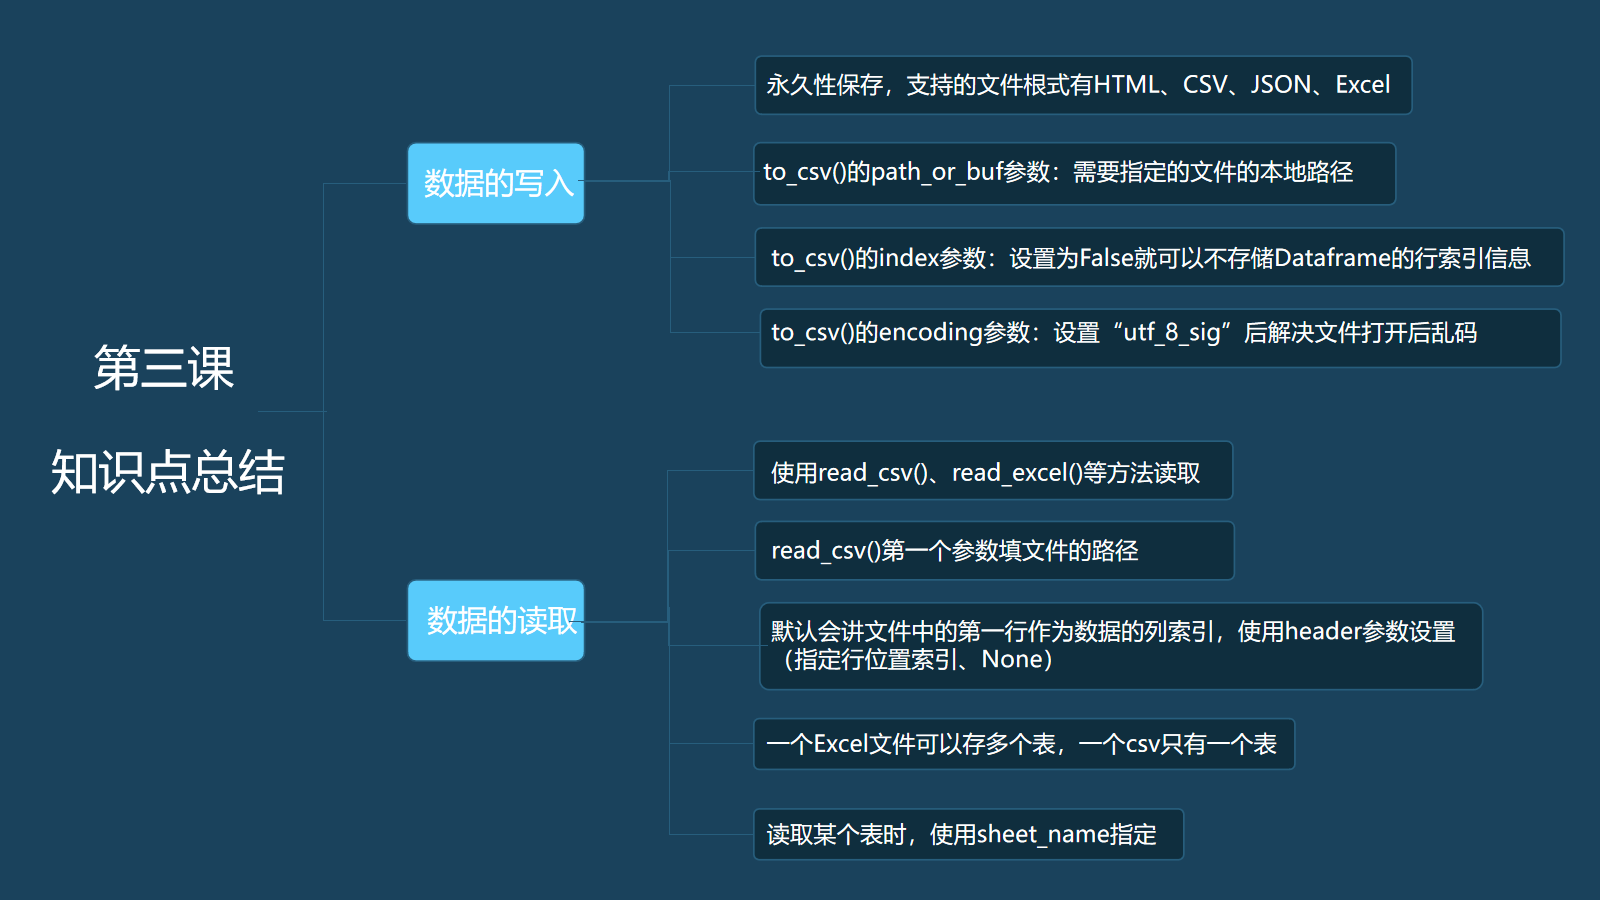 第三课
知识点总结
数据的写入
永久性保存，支持的文件根式有HTML、CSV、JSON、Excel
to_csv()的path_or_buf参数：需要指定的文件的本地路径
to_csv()的index参数：设置为False就可以不存储Dataframe的行索引信息
to_csv()的encoding参数：设置“utf_8_sig”后解决文件打开后乱码
数据的读取
使用read_csv()、read_excel()等方法读取
read_csv()第一个参数填文件的路径
默认会讲文件中的第一行作为数据的列索引，使用header参数设置
（指定行位置索引、None）
一个Excel文件可以存多个表，一个csv只有一个表
读取某个表时，使用sheet_name指定